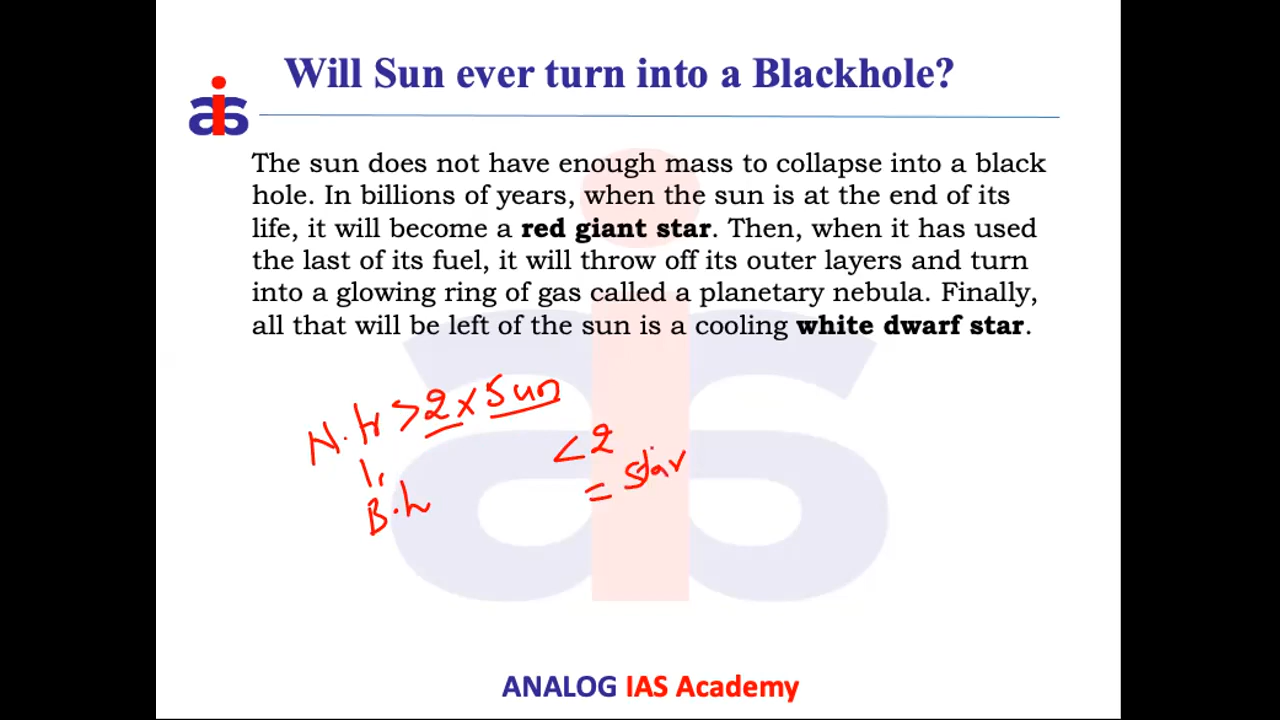 Will Sun ever turn into a Blackhole?
The sun does not have enough mass to collapse into a black
hole. In billions of years, when the sun is at the end of its
life, it will become a red giant star. Then, when it has used
the last of its fuel, it will throw off its outer layers and turn
into a glowing ring of gas called a planetary nebula. Finally,
all that will be left of the sun is a cooling white dwarf star.
> 2 x Sun
< 2
= Star
B.h
ANALOG IAS Academy